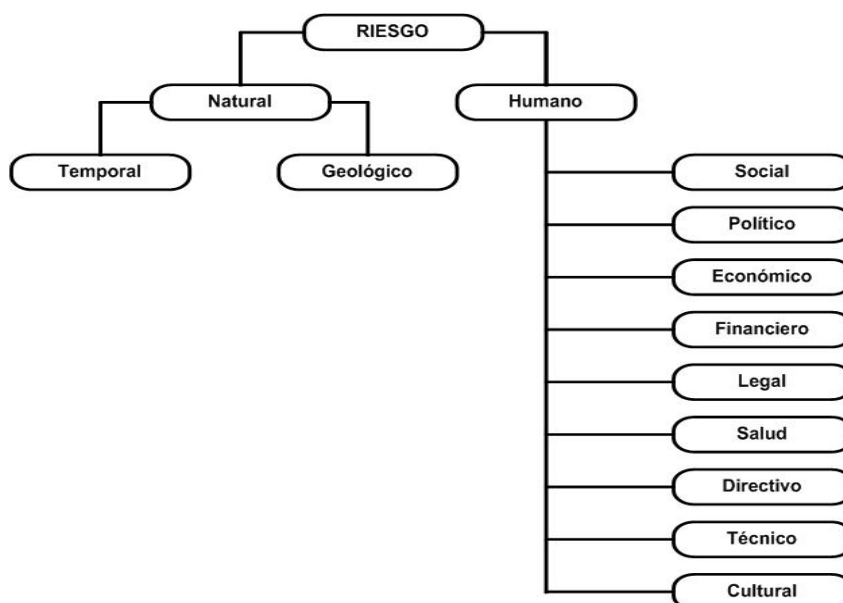 RIESGO
Natural
Humano
Temporal
Geológico
Social
Político
Económico
Financiero
Legal
Salud
Directivo
Técnico
Cultural